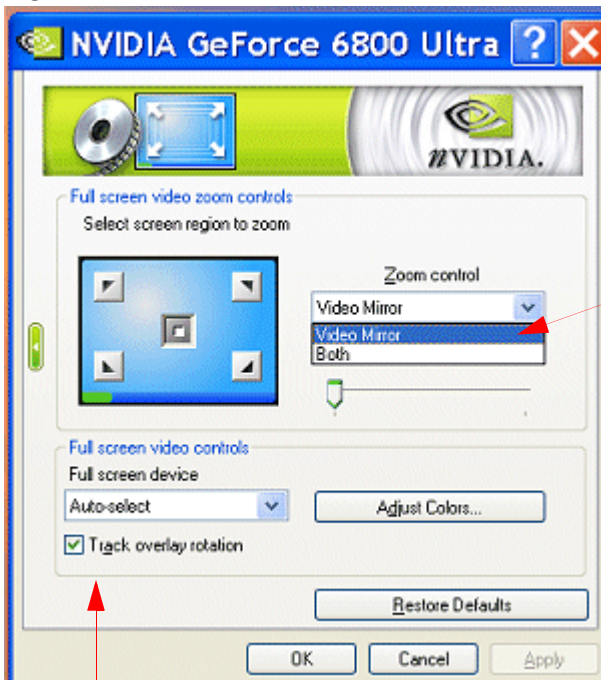 NVIDIA GeForce 6800 Ultra
nVIDIA.
Full screen video zoom controls
Select screen region to zoom
Zoom control
Video Mirror
Video Mirror
Both
Full screen video controls
Full screen device
Auto-select
Adjust Colors...
Track overlay rotation
Restore Defaults
OK Cancel Apply